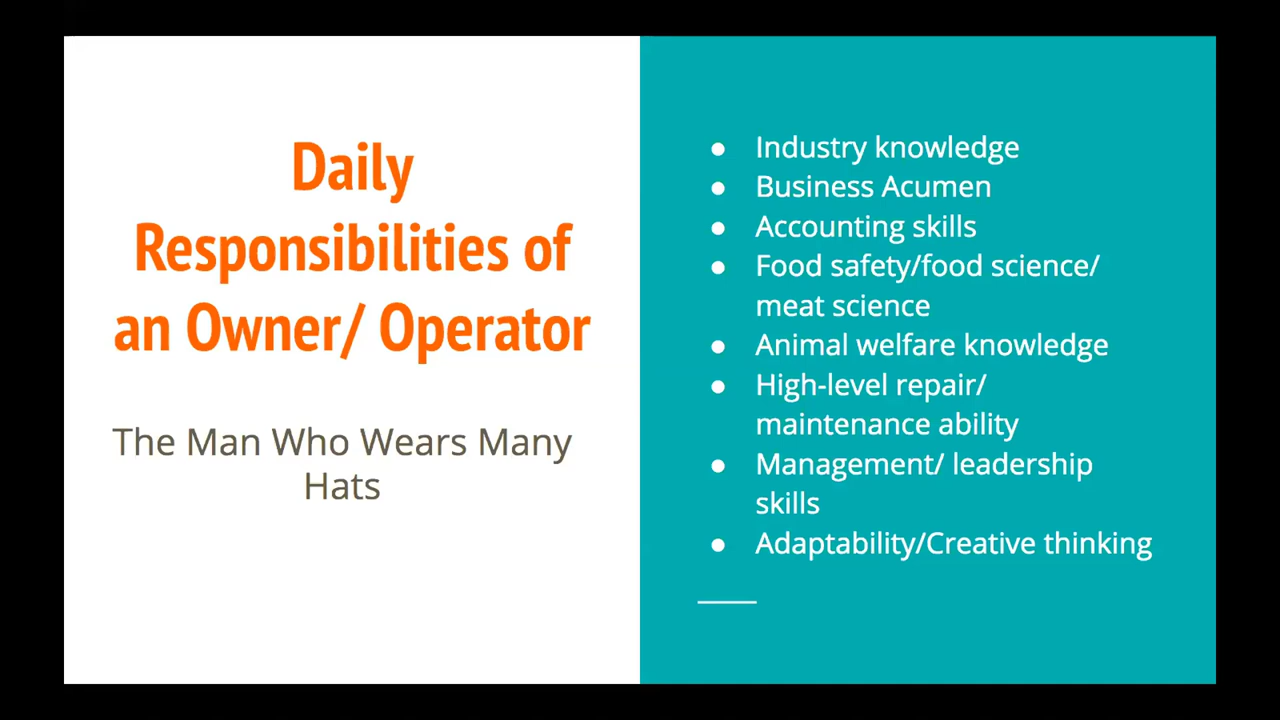 Daily
Responsibilities of
an Owner/ Operator
The Man Who Wears Many
Hats
● Industry knowledge
● Business Acumen
● Accounting skills
● Food safety/food science/
meat science
● Animal welfare knowledge
● High-level repair/
maintenance ability
● Management/ leadership
skills
● Adaptability/Creative thinking